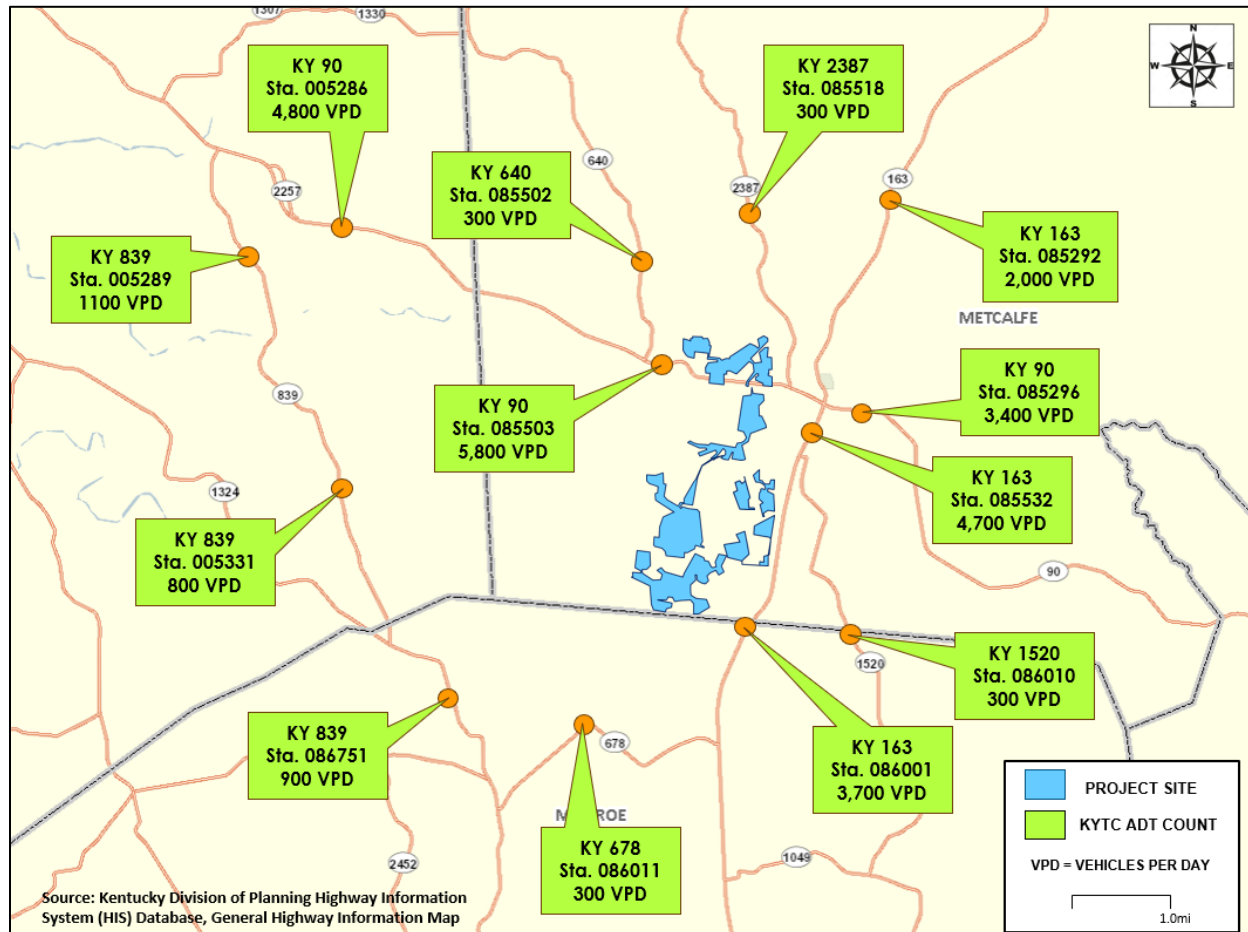 1307
1330
N
W
E
S
KY 90
Sta. 005286
4,800 VPD
KY 2387
Sta. 085518
300 VPD
KY 640
Sta. 085502
300 VPD
640
2387
163
2257
KY 839
Sta. 005289
1100 VPD
KY 163
Sta. 085292
2,000 VPD
METCALFE
839
KY 90
Sta. 085503
5,800 VPD
KY 90
Sta. 085296
3,400 VPD
KY 163
Sta. 085532
4,700 VPD
1324
KY 839
Sta. 005331
800 VPD
90
KY 1520
Sta. 086010
300 VPD
1520
KY 839
Sta. 086751
900 VPD
678
KY 163
Sta. 086001
3,700 VPD
KY 678
Sta. 086011
300 VPD
2452
1049
PROJECT SITE
KYTC ADT COUNT
VPD = VEHICLES PER DAY
1.0mi
Source: Kentucky Division of Planning Highway Information
System (HIS) Database, General Highway Information Map